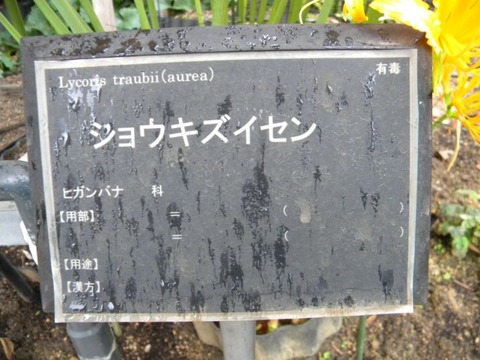 Lycoris traubii(aurea) 有毒
ショウキズイセン
ヒガンバナ 科
【用部】 = ( )
= ( )
【用途】
【漢方】